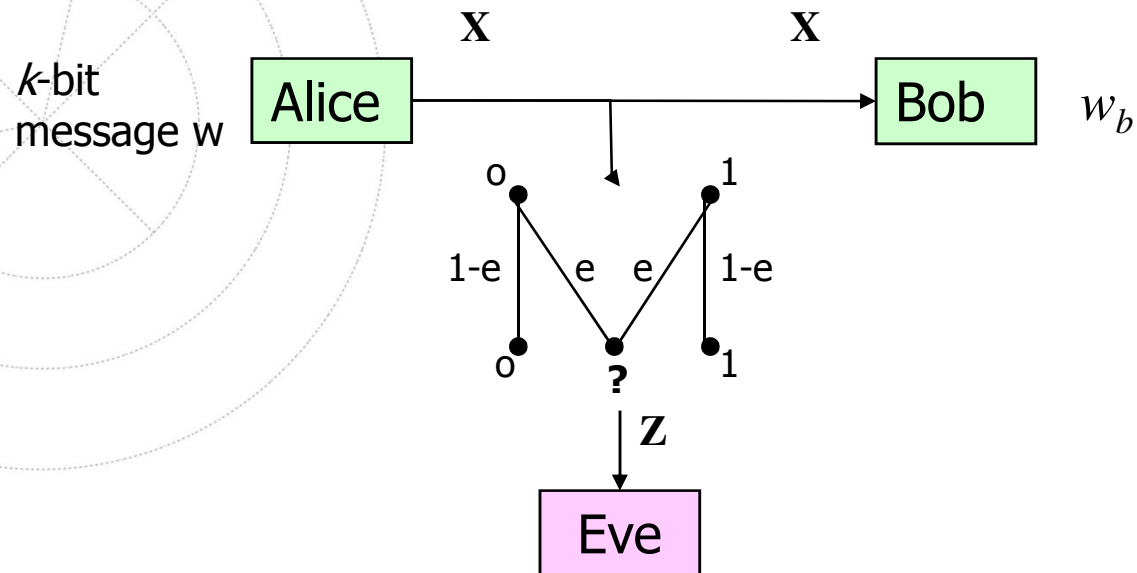 X X
k-bit
message w
Alice
Bob
w_b
o 1
1-e e e 1-e
o ? 1
Z
Eve